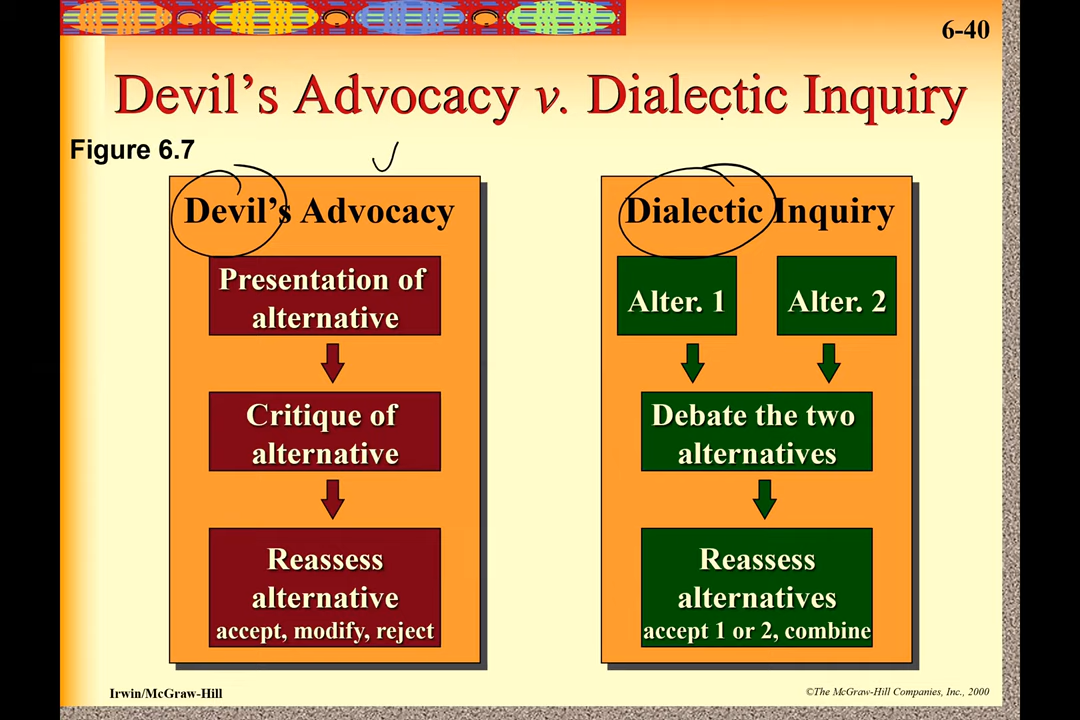 6-40
Devil’s Advocacy v. Dialectic Inquiry
Figure 6.7
Devil’s Advocacy
Presentation of
alternative
Critique of
alternative
Reassess
alternative
accept, modify, reject
Dialectic Inquiry
Alter. 1
Alter. 2
Debate the two
alternatives
Reassess
alternatives
accept 1 or 2, combine
Irwin/McGraw-Hill
©The McGraw-Hill Companies, Inc., 2000